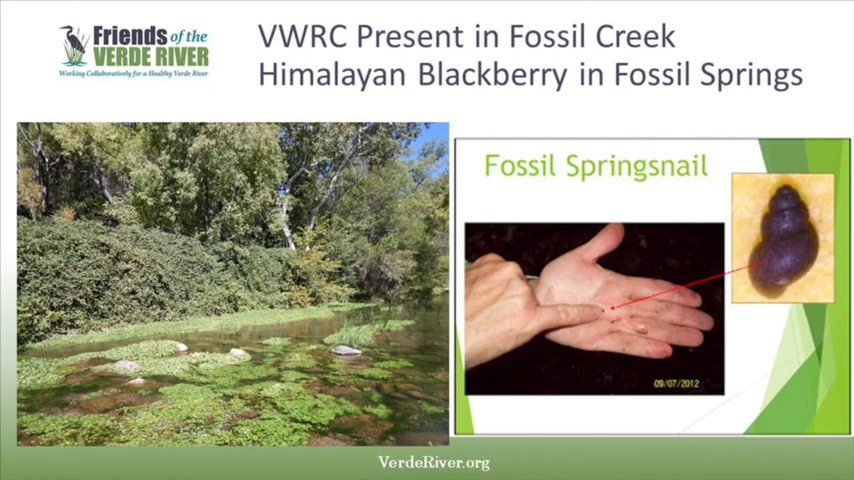 Friends of the
VERDE RIVER
Working Collaboratively for a Healthy Verde River
VWRC Present in Fossil Creek
Himalayan Blackberry in Fossil Springs
Fossil Springsnail
09/07/2012
VerdeRiver.org